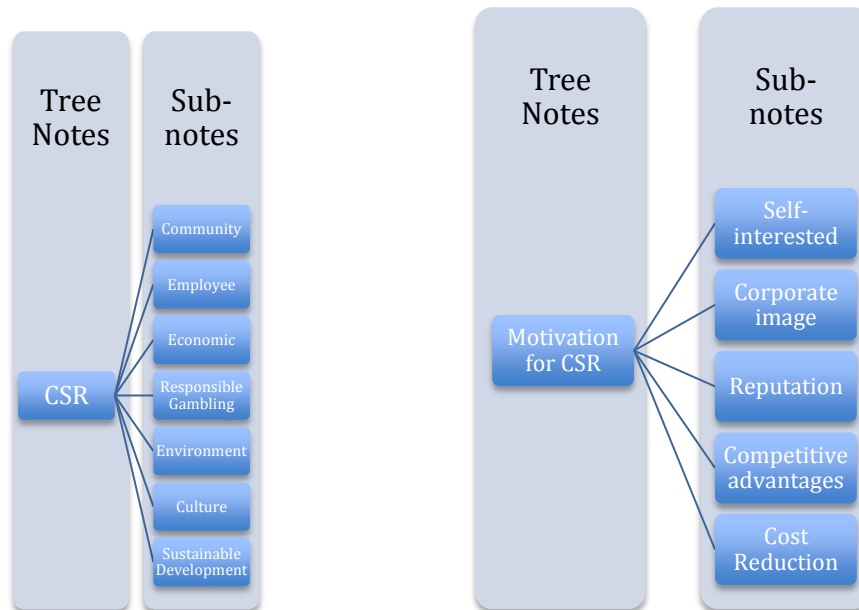 Tree
Notes
Sub-
notes
CSR
Community
Employee
Economic
Responsible
Gambling
Environment
Culture
Sustainable
Development
Tree
Notes
Sub-
notes
Motivation
for CSR
Self-
interested
Corporate
image
Reputation
Competitive
advantages
Cost
Reduction